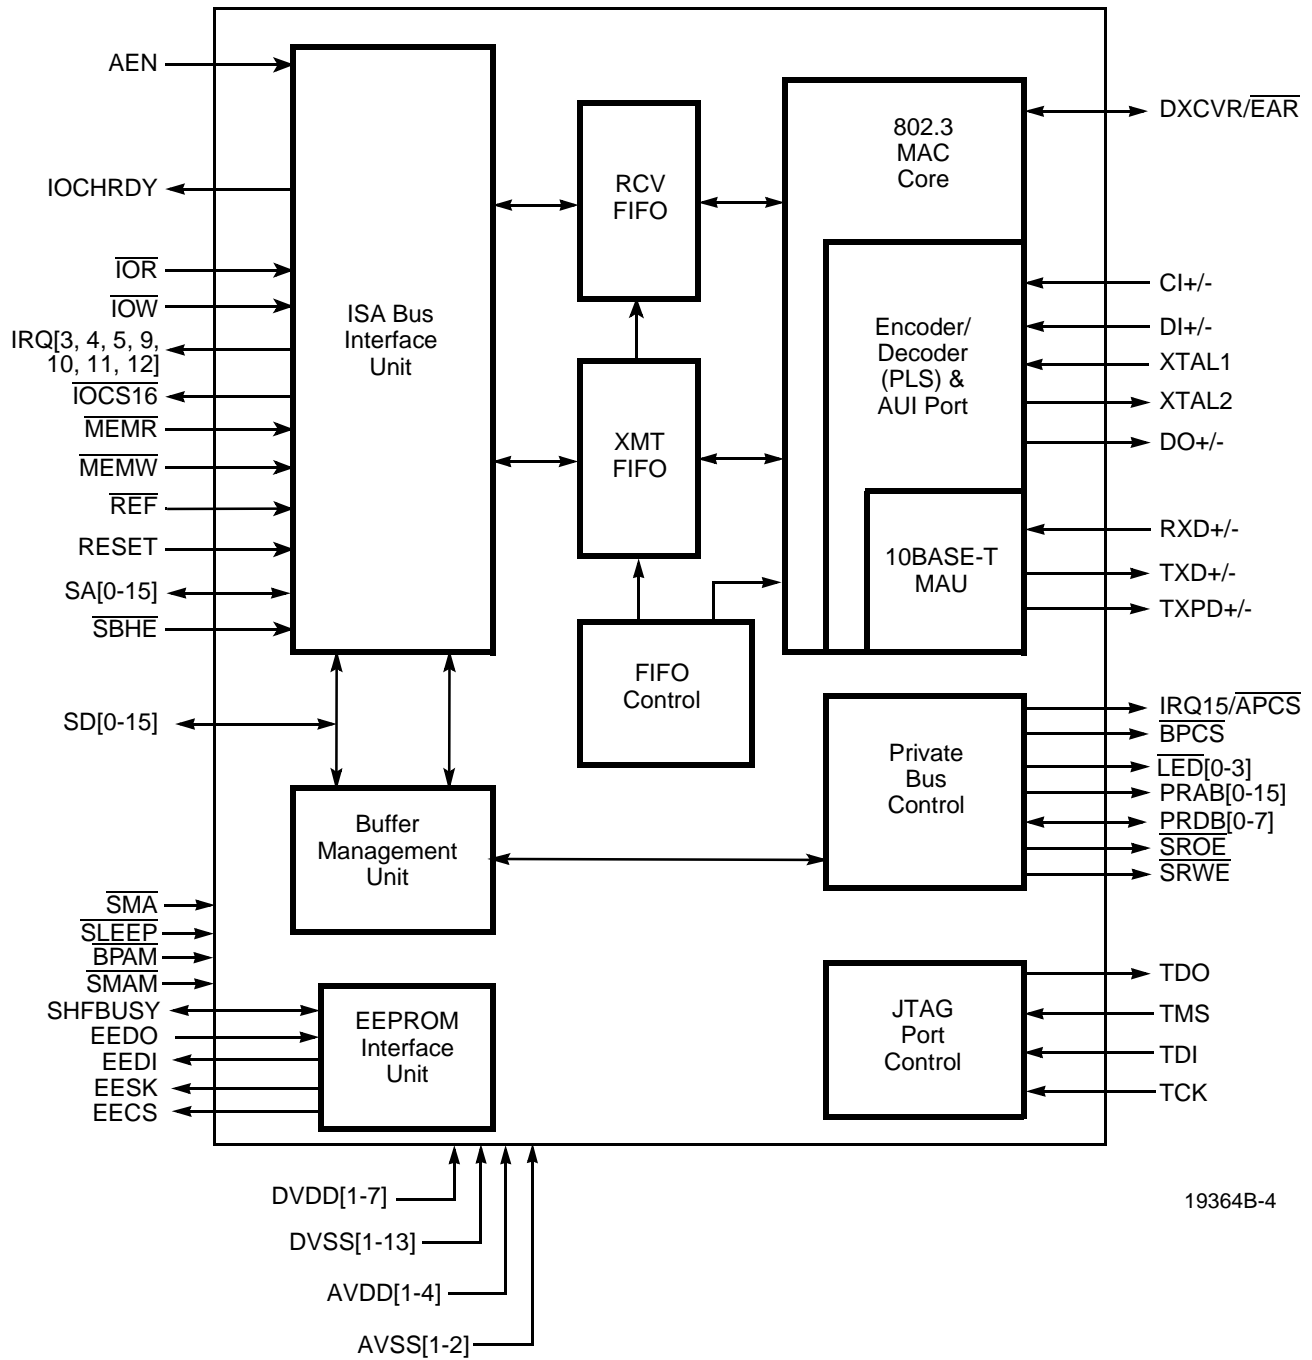 AEN
IOCHRDY
IOR
IOW
IRQ[3, 4, 5, 9,
10, 11, 12]
IOCS16
MEMR
MEMW
REF
RESET
SA[0-15]
SBHE
SD[0-15]
SMA
SLEEP
BPAM
SMAM
SHFBUSY
EEDO
EEDI
EESK
EECS
ISA Bus
Interface
Unit
RCV
FIFO
XMT
FIFO
FIFO
Control
Buffer
Management
Unit
EEPROM
Interface
Unit
802.3
MAC
Core
Encoder/
Decoder
(PLS) &
AUI Port
10BASE-T
MAU
Private
Bus
Control
JTAG
Port
Control
DXCVR/EAR
CI+/-
DI+/-
XTAL1
XTAL2
DO+/-
RXD+/-
TXD+/-
TXPD+/-
IRQ15/APCS
BPCS
LED[0-3]
PRAB[0-15]
PRDB[0-7]
SROE
SRWE
TDO
TMS
TDI
TCK
DVDD[1-7]
DVSS[1-13]
AVDD[1-4]
AVSS[1-2]
19364B-4